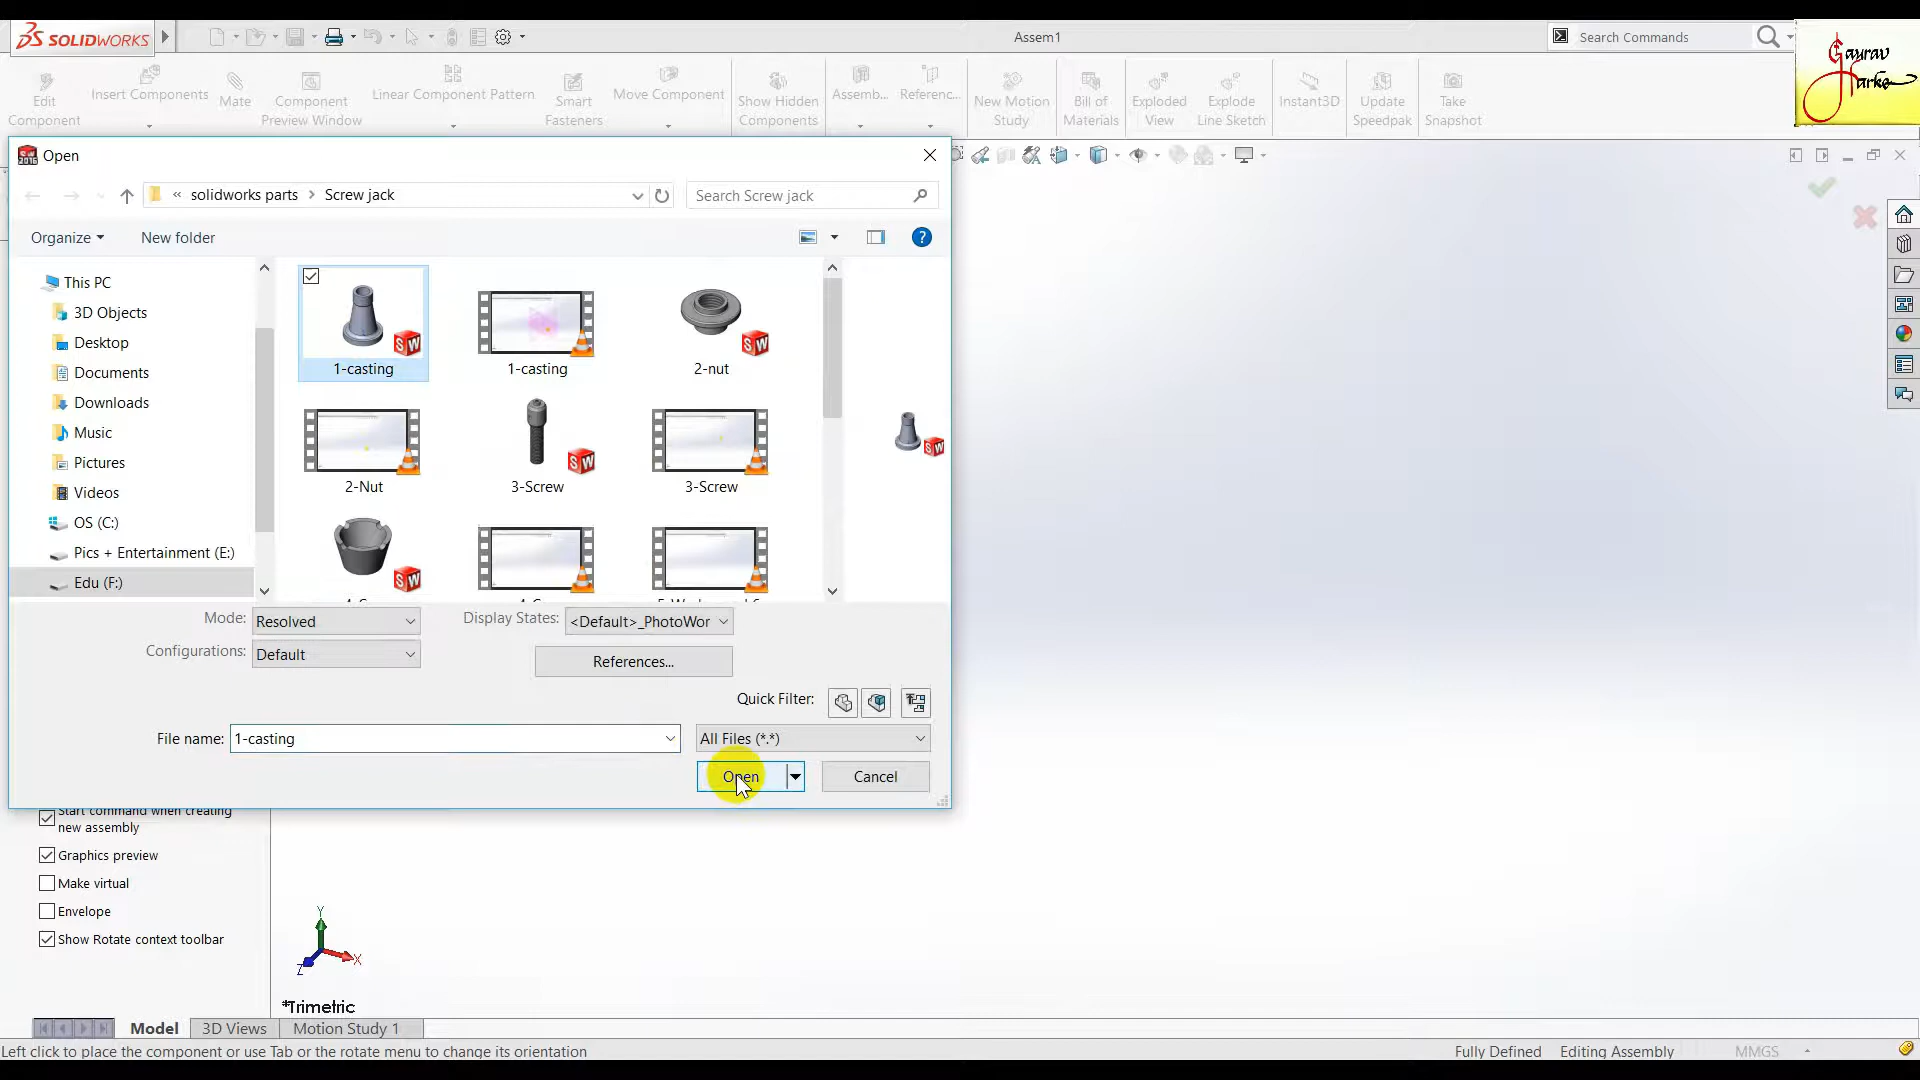 SOLIDWORKS
Assem1
Search Commands
Gaurav
Edit Component
Insert Components
Mate
Component Preview Window
Linear Component Pattern
Smart Fasteners
Move Component
Show Hidden Components
Assemb...
Referenc...
New Motion Study
Bill of Materials
Exploded View
Explode Line Sketch
Instant3D
Update Speedpak
Take Snapshot
Open
« solidworks parts > Screw jack
Search Screw jack
Organize
New folder
This PC
3D Objects
Desktop
Documents
Downloads
Music
Pictures
Videos
OS (C:)
Pics + Entertainment (E:)
Edu (F:)
1-casting
1-casting
2-nut
2-Nut
3-Screw
3-Screw
Mode: Resolved
Display States: <Default>_PhotoWor
Configurations: Default
References...
Quick Filter:
File name: 1-casting
All Files (*.*)
Open
Cancel
Start command when creating
new assembly
Graphics preview
Make virtual
Envelope
Show Rotate context toolbar
Y
X
Z
*Trimetric
Model
3D Views
Motion Study 1
Left click to place the component or use Tab or the rotate menu to change its orientation
Fully Defined
Editing Assembly
MMGS